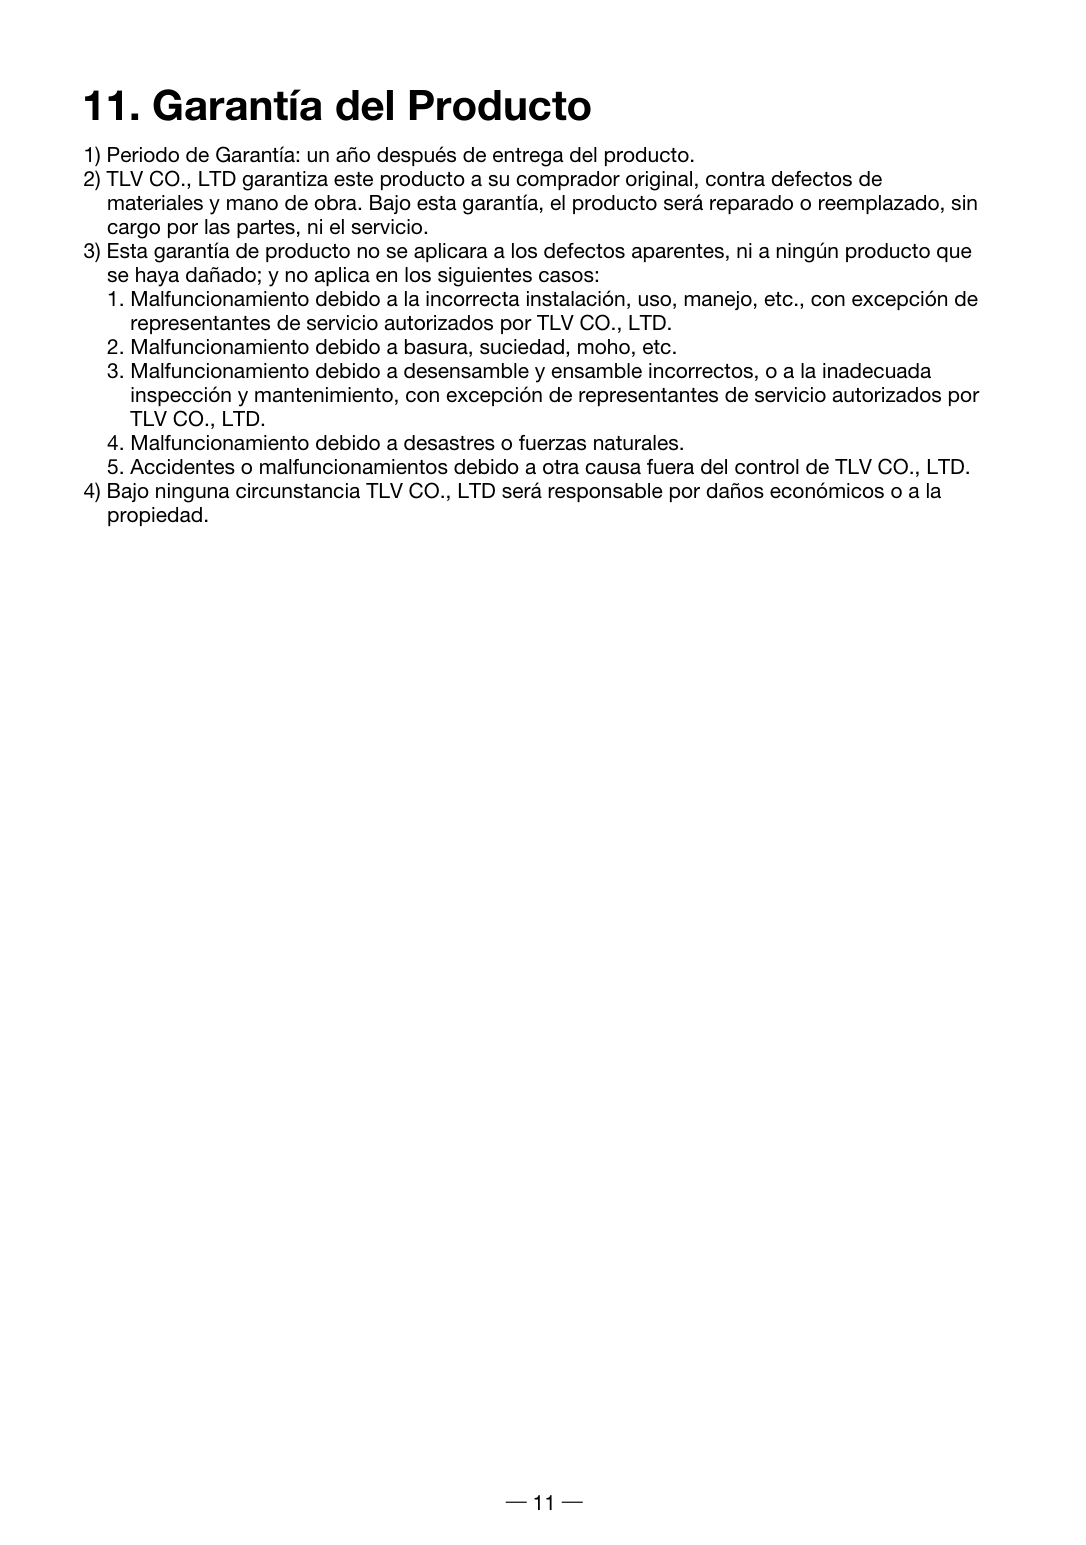 11. Garantía del Producto
1) Periodo de Garantía: un año después de entrega del producto.
2) TLV CO., LTD garantiza este producto a su comprador original, contra defectos de
materiales y mano de obra. Bajo esta garantía, el producto será reparado o reemplazado, sin
cargo por las partes, ni el servicio.
3) Esta garantía de producto no se aplicara a los defectos aparentes, ni a ningún producto que
se haya dañado; y no aplica en los siguientes casos:
1. Malfuncionamiento debido a la incorrecta instalación, uso, manejo, etc., con excepción de
representantes de servicio autorizados por TLV CO., LTD.
2. Malfuncionamiento debido a basura, suciedad, moho, etc.
3. Malfuncionamiento debido a desensamble y ensamble incorrectos, o a la inadecuada
inspección y mantenimiento, con excepción de representantes de servicio autorizados por
TLV CO., LTD.
4. Malfuncionamiento debido a desastres o fuerzas naturales.
5. Accidentes o malfuncionamientos debido a otra causa fuera del control de TLV CO., LTD.
4) Bajo ninguna circunstancia TLV CO., LTD será responsable por daños económicos o a la
propiedad.
— 11 —